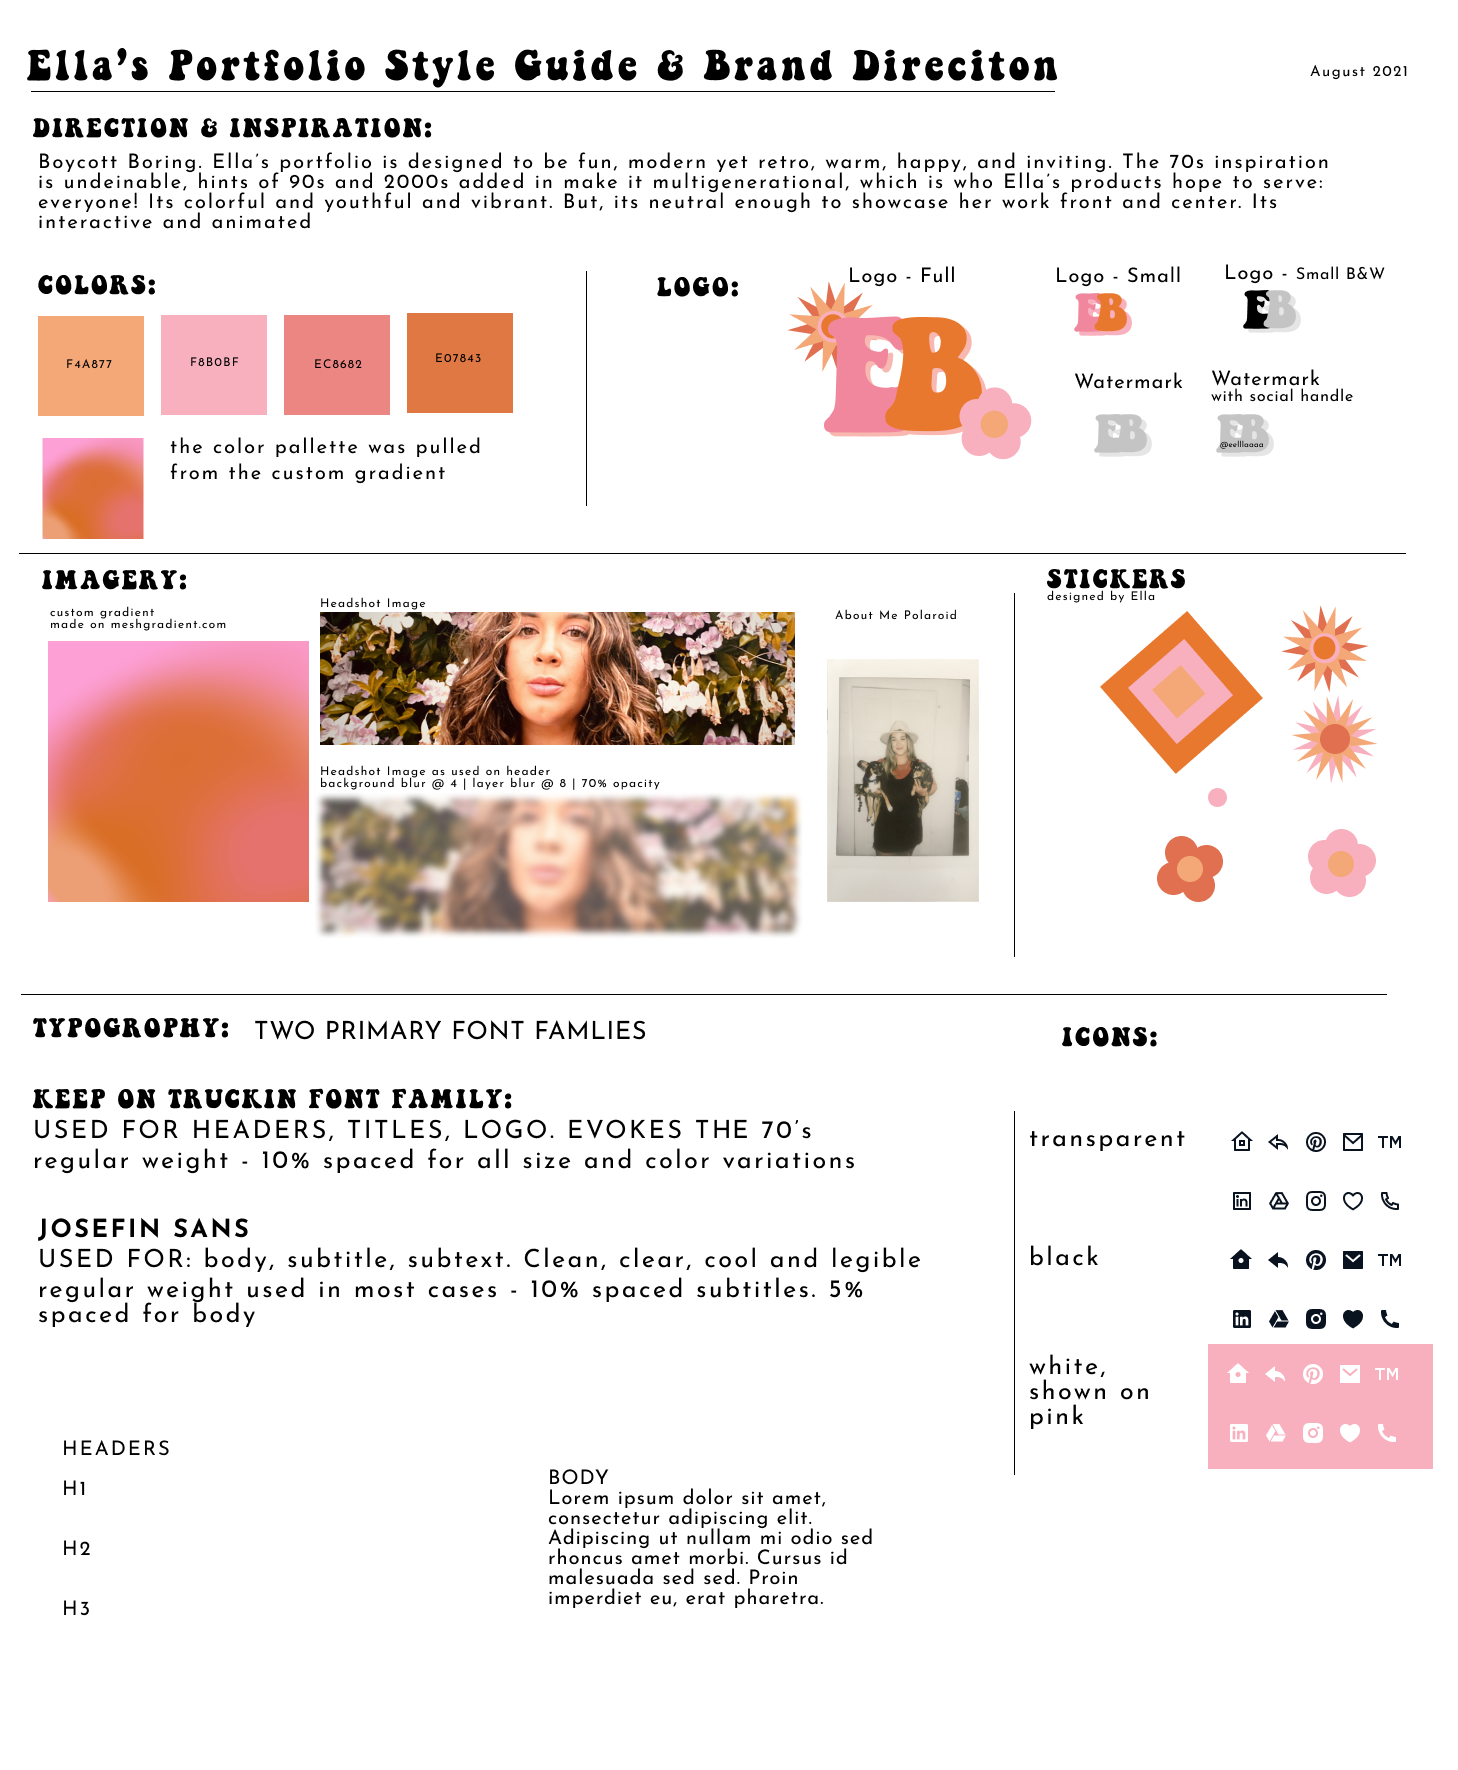 Ella's Portfolio Style Guide & Brand Direciton
August 2021
DIRECTION & INSPIRATION:
Boycott Boring. Ella's portfolio is designed to be fun, modern yet retro, warm, happy, and inviting. The 70s inspiration
is undeinable, hints of 90s and 2000s added in make it multigenerational, which is who Ella's products hope to serve:
everyone! Its colorful and youthful and vibrant. But, its neutral enough to showcase her work front and center. Its
interactive and animated
COLORS:
F4A877
F8B0BF
EC8682
E07843
the color pallette was pulled
from the custom gradient
LOGO:
Logo - Full
EB
Logo - Small
EB
Logo - Small B&W
EB
Watermark
EB
Watermark
with social handle
EB
@eelllaaaa
IMAGERY:
custom gradient
made on meshgradient.com
Headshot Image
Headshot Image as used on header
background blur @ 4 | layer blur @ 8 | 70% opacity
About Me Polaroid
STICKERS
designed by Ella
TYPOGROPHY:
TWO PRIMARY FONT FAMLIES
KEEP ON TRUCKIN FONT FAMILY:
USED FOR HEADERS, TITLES, LOGO. EVOKES THE 70's
regular weight - 10% spaced for all size and color variations
JOSEFIN SANS
USED FOR: body, subtitle, subtext. Clean, clear, cool and legible
regular weight used in most cases - 10% spaced subtitles. 5%
spaced for body
HEADERS
H1
H2
H3
BODY
Lorem ipsum dolor sit amet,
consectetur adipiscing elit.
Adipiscing ut nullam mi odio sed
rhoncus amet morbi. Cursus id
malesuada sed sed. Proin
imperdiet eu, erat pharetra.
ICONS:
transparent
TM
in
black
TM
in
white,
shown on
pink
TM
in